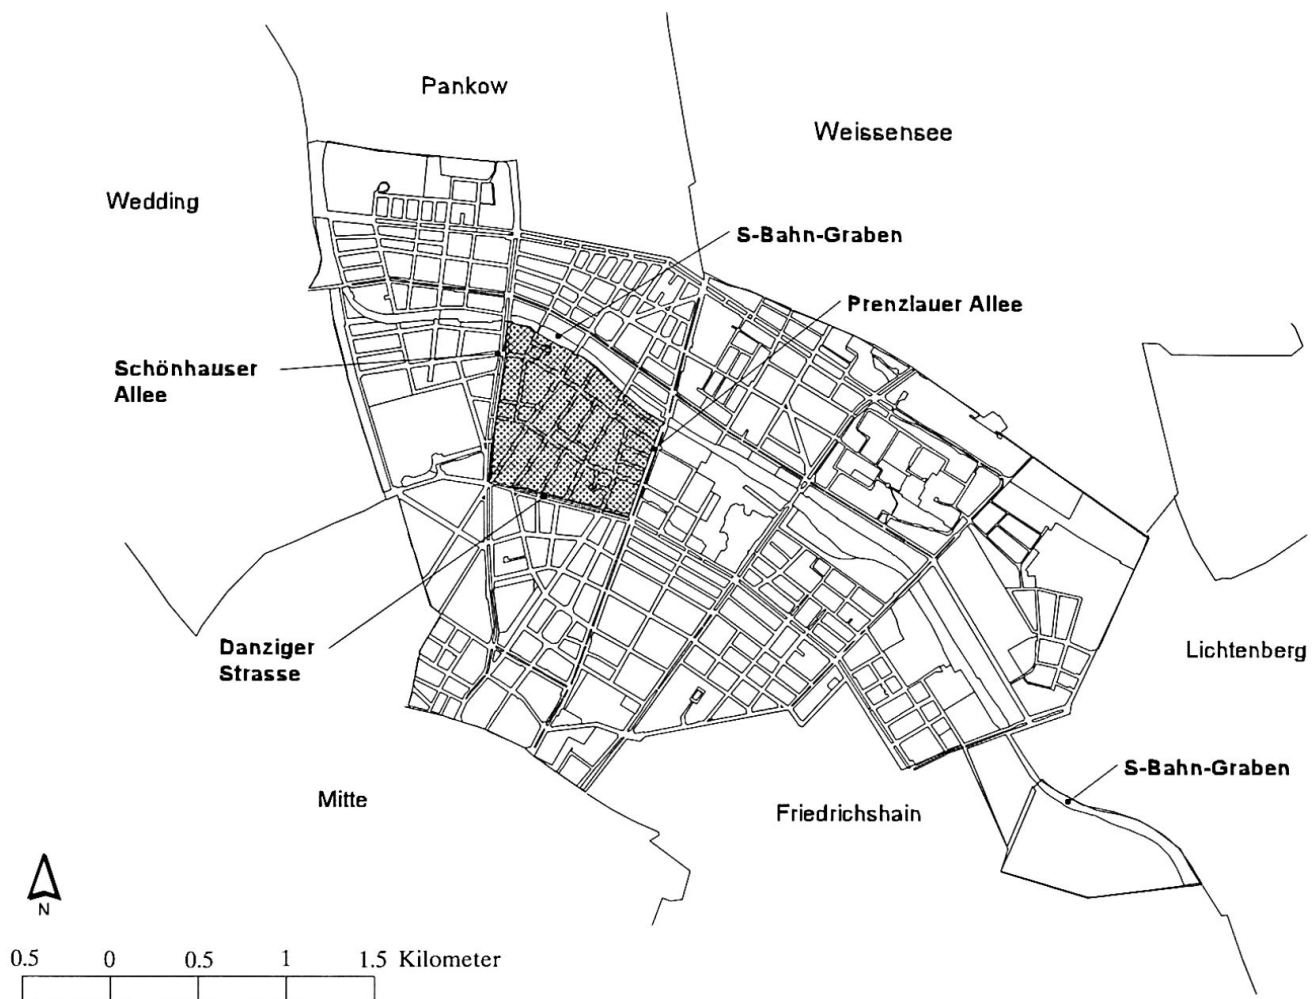 Pankow
Weissensee
Wedding
S-Bahn-Graben
Prenzlauer Allee
Schönhauser
Allee
Danziger
Strasse
Lichtenberg
S-Bahn-Graben
Mitte
Friedrichshain
N
0.5 0 0.5 1 1.5 Kilometer